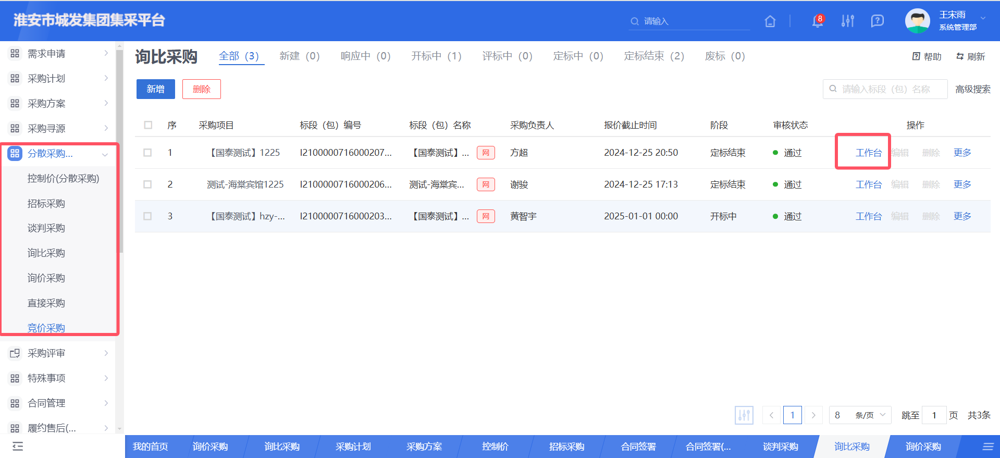 淮安市城发集团集采平台
请输入
8
王宋雨
系统管理部
需求申请
采购计划
采购方案
采购寻源
分散采购...
控制价(分散采购)
招标采购
谈判采购
询比采购
询价采购
直接采购
竞价采购
采购评审
特殊事项
合同管理
履约售后(...
询比采购 全部（3） 新建（0） 响应中（0） 开标中（1） 评标中（0） 定标中（0） 定标结束（2） 废标（0） 帮助 刷新
新增 删除 请输入标段（包）名称 高级搜索
序 采购项目 标段（包）编号 标段（包）名称 采购负责人 报价截止时间 阶段 审核状态 操作
1 【国泰测试】1225 I2100000716000207... 【国泰测试】... 网 方超 2024-12-25 20:50 定标结束 通过 工作台 编辑 删除 更多
2 测试-海棠宾馆1225 I2100000716000206... 测试-海棠宾... 网 谢骏 2024-12-25 17:13 定标结束 通过 工作台 编辑 删除 更多
3 【国泰测试】hzy-... I2100000716000203... 【国泰测试】... 网 黄智宇 2025-01-01 00:00 开标中 通过 工作台 编辑 删除 更多
1 8 条/页 跳至 1 页 共3条
我的首页 询价采购 询比采购 采购计划 采购方案 控制价 招标采购 合同签署 合同签署(... 谈判采购 询比采购 询价采购